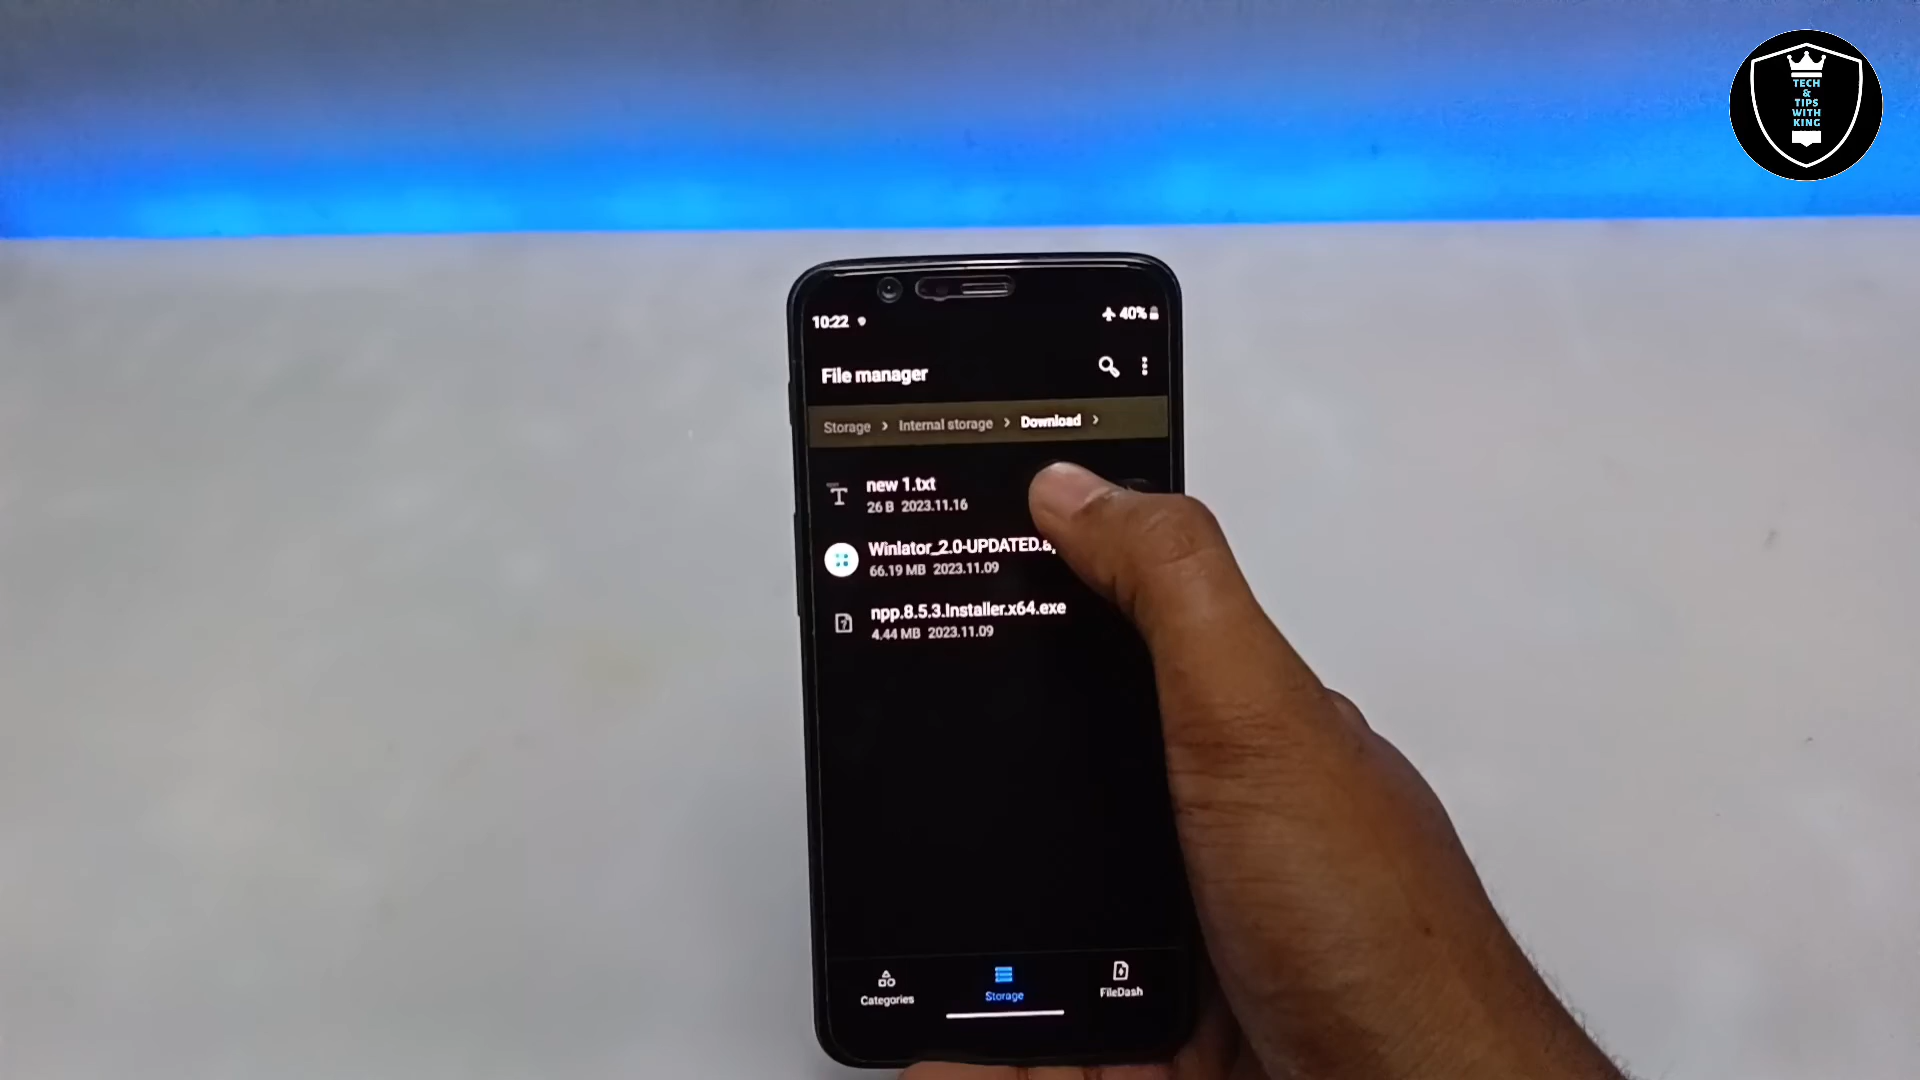 TECH
&
TIPS
WITH
KING
10:22
40%
File manager
Storage > Internal storage > Download >
new 1.txt
26 B 2023.11.16
Winlator_2.0-UPDATED.
66.19 MB 2023.11.09
npp.8.5.3.Installer.x64.exe
4.44 MB 2023.11.09
Categories
Storage
FileDash